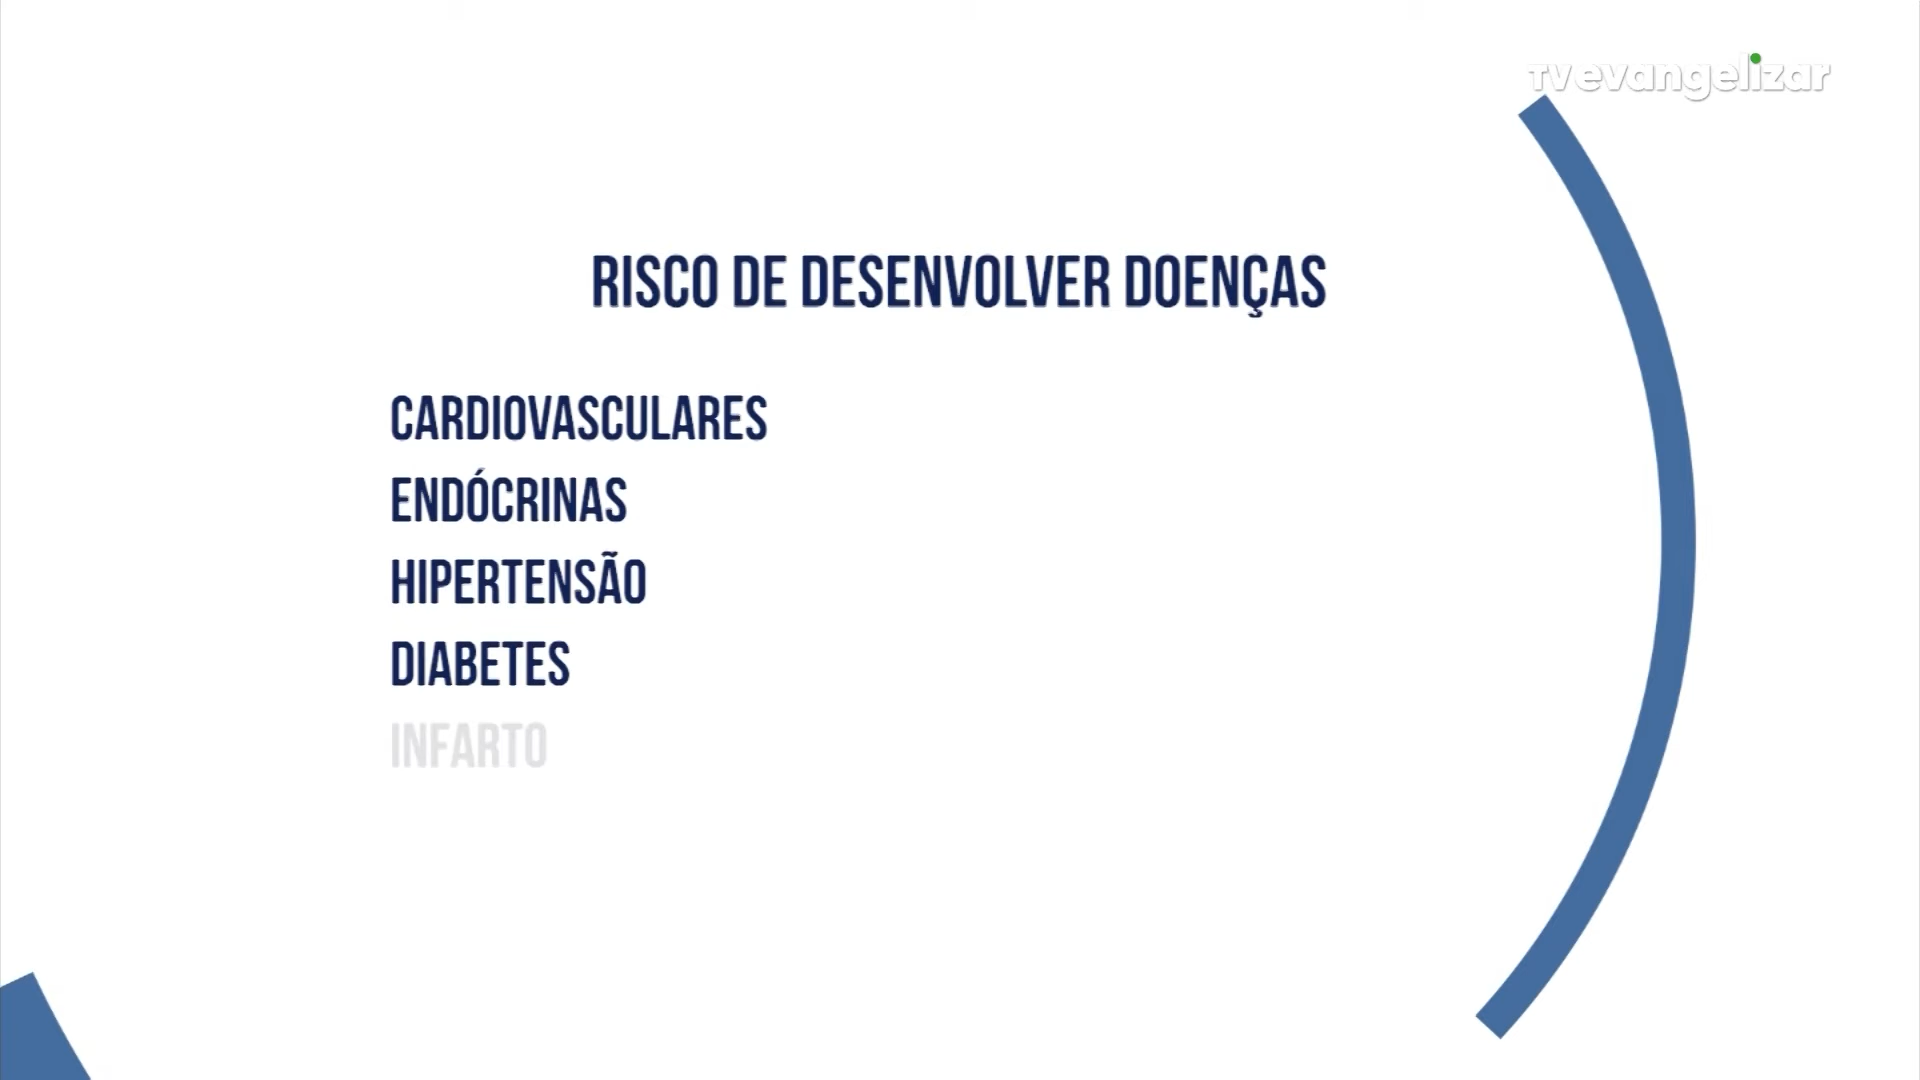 tvevangelizar
RISCO DE DESENVOLVER DOENÇAS
CARDIOVASCULARES
ENDÓCRINAS
HIPERTENSÃO
DIABETES
INFARTO